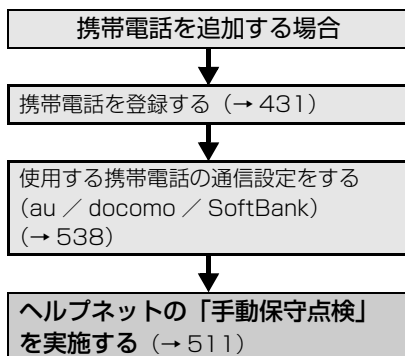 携帯電話を追加する場合
携帯電話を登録する（→ 431）
使用する携帯電話の通信設定をする
（au ／ docomo ／ SoftBank）
（→ 538）
ヘルプネットの「手動保守点検」
を実施する（→ 511）